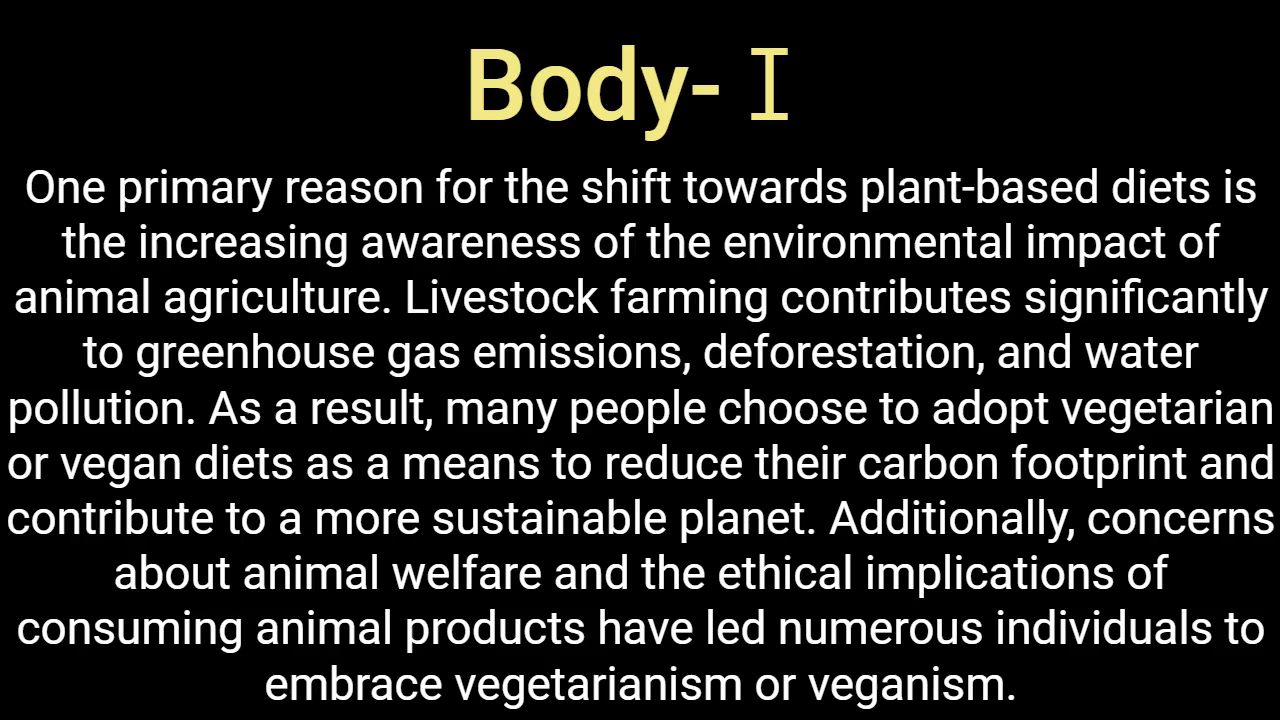 Body- I
One primary reason for the shift towards plant-based diets is
the increasing awareness of the environmental impact of
animal agriculture. Livestock farming contributes significantly
to greenhouse gas emissions, deforestation, and water
pollution. As a result, many people choose to adopt vegetarian
or vegan diets as a means to reduce their carbon footprint and
contribute to a more sustainable planet. Additionally, concerns
about animal welfare and the ethical implications of
consuming animal products have led numerous individuals to
embrace vegetarianism or veganism.